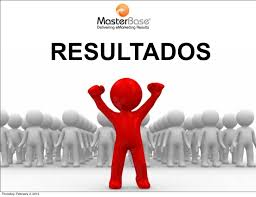 MasterBase®
Delivering eMarketing Results
RESULTADOS